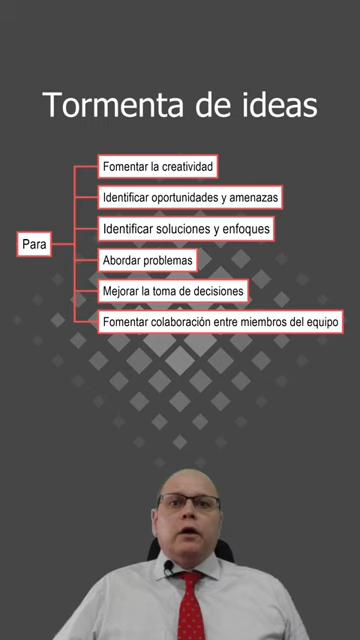 Tormenta de ideas
Fomentar la creatividad
Identificar oportunidades y amenazas
Identificar soluciones y enfoques
Para
Abordar problemas
Mejorar la toma de decisiones
Fomentar colaboración entre miembros del equipo